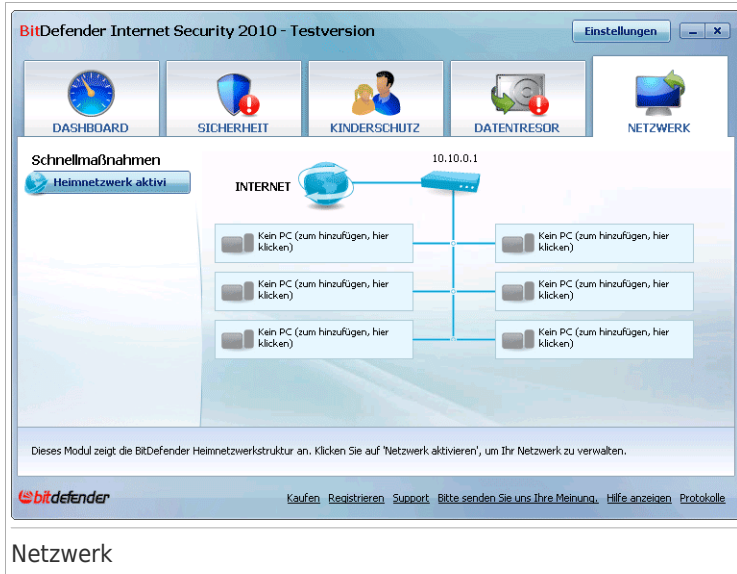 BitDefender Internet Security 2010 - Testversion
Einstellungen
DASHBOARD
SICHERHEIT
KINDERSCHUTZ
DATENTRESOR
NETZWERK
Schnellmaßnahmen
Heimnetzwerk aktivi
INTERNET
10.10.0.1
Kein PC (zum hinzufügen, hier
klicken)
Kein PC (zum hinzufügen, hier
klicken)
Kein PC (zum hinzufügen, hier
klicken)
Kein PC (zum hinzufügen, hier
klicken)
Kein PC (zum hinzufügen, hier
klicken)
Kein PC (zum hinzufügen, hier
klicken)
Dieses Modul zeigt die BitDefender Heimnetzwerkstruktur an. Klicken Sie auf 'Netzwerk aktivieren', um Ihr Netzwerk zu verwalten.
bitdefender
Kaufen Registrieren Support Bitte senden Sie uns Ihre Meinung. Hilfe anzeigen Protokolle
Netzwerk